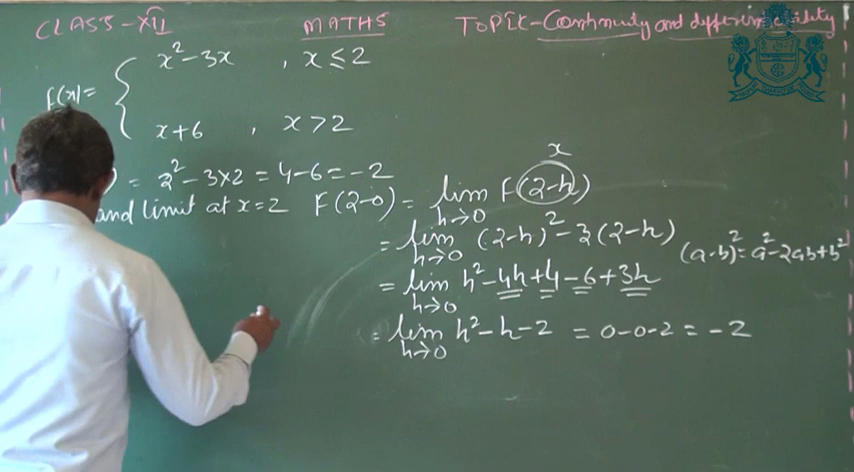 CLASS-XII MATHS TOPIC-Continuity and differentiability
F(x)= { x²-3x , x≤2
x+6 , x>2
) = 2²-3×2 = 4-6 = -2
x
and limit at x=2 F(2-0) = lim h→0 F(2-h)
= lim h→0 (2-h)²-3(2-h) (a-b)²=a²-2ab+b²
= lim h→0 h²-4h+4-6+3h
= lim h→0 h²-h-2 = 0-0-2 = -2